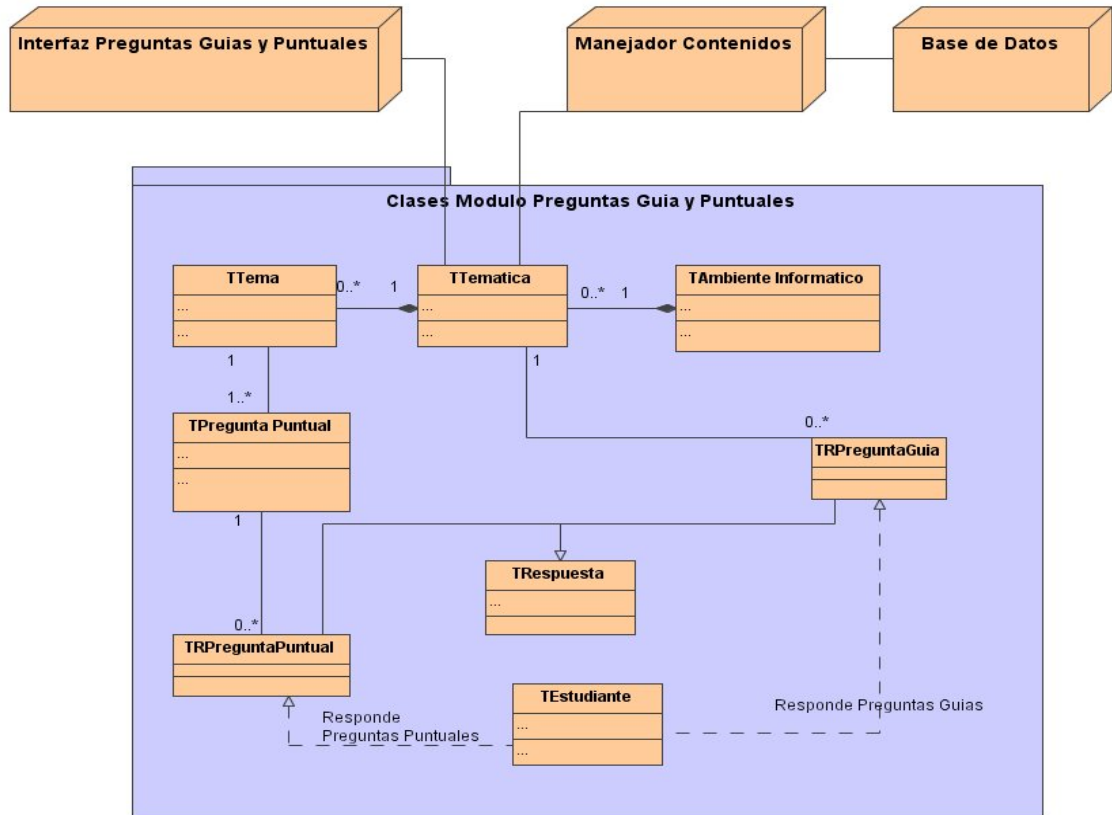 Interfaz Preguntas Guias y Puntuales
Manejador Contenidos
Base de Datos
Clases Modulo Preguntas Guia y Puntuales
TTema
...
...
0..*
1
TTematica
...
...
0..*
1
TAmbiente Informatico
...
...
1
1..*
1
0..*
TPregunta Puntual
...
...
TRPreguntaGuia
1
TRespuesta
...
0..*
TRPreguntaPuntual
TEstudiante
...
...
Responde
Preguntas Puntuales
Responde Preguntas Guias